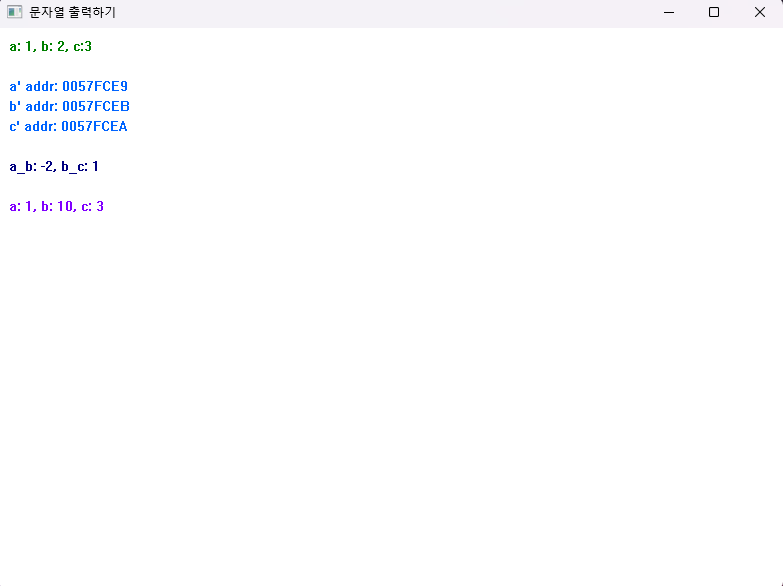 문자열 출력하기
a: 1, b: 2, c:3
a' addr: 0057FCE9
b' addr: 0057FCEB
c' addr: 0057FCEA
a_b: -2, b_c: 1
a: 1, b: 10, c: 3